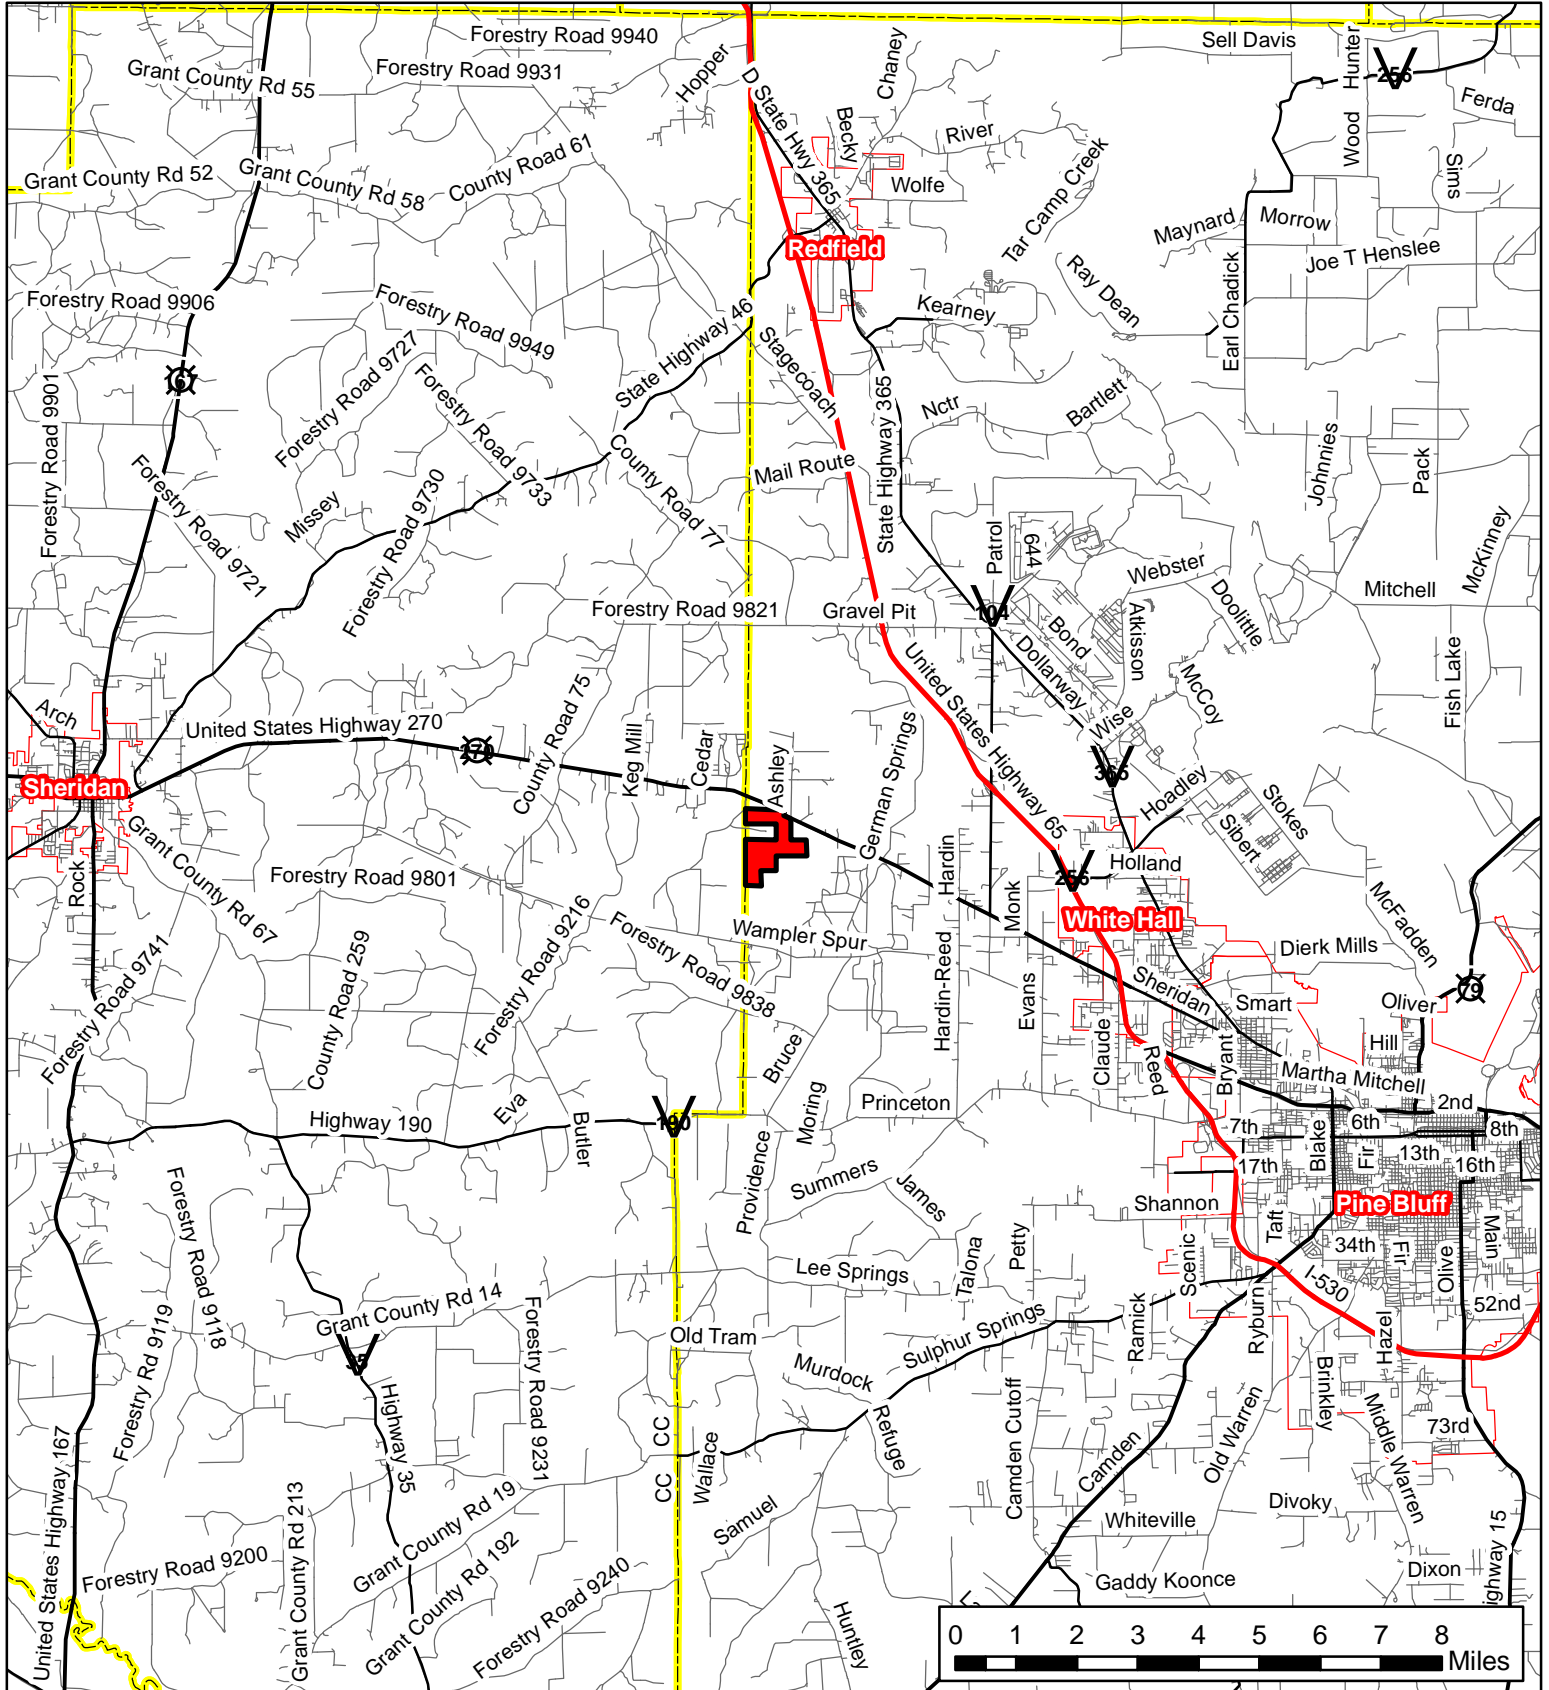 Forestry Road 9940
Sell Davis
Hunter
256
Grant County Rd 55
Forestry Road 9931
Hopper
D State Hwy 365
Chaney
Ferda
Becky
River
Wood
Grant County Rd 52
Grant County Rd 58
County Road 61
Wolfe
Tar Camp Creek
Sims
Maynard
Morrow
Joe T Henslee
Redfield
Ray Dean
Earl Chadick
Forestry Road 9906
Forestry Road 9949
Kearney
State Highway 46
Stagecoach
Forestry Road 9727
167
Forestry Road 9901
Forestry Road 9733
State Highway 365
Nctr
Bartlett
Johnnies
Pack
Forestry Road 9721
Missey
Forestry Road 9730
County Road 77
Mail Route
Patrol
644
McKinney
Webster
Mitchell
Doolittle
Forestry Road 9821
Gravel Pit
104
Bond
Atkisson
Dollarway
Fish Lake
Arch
United States Highway 270
270
County Road 75
Keg Mill
Cedar
Ashley
German Springs
United States Highway 65
Wise
McCoy
365
Sheridan
Hoadley
Stokes
Sibert
Rock
Grant County Rd 67
Forestry Road 9801
Hardin
Holland
256
Monk
White Hall
McFadden
Forestry Road 9741
County Road 259
Forestry Road 9216
Forestry Road 9838
Wampler Spur
Hardin-Reed
Evans
Dierk Mills
Sheridan
Smart
Oliver
79
Bruce
Claude
Reed
Bryant
Hill
Martha Mitchell
Highway 190
Eva
Butler
190
Moring
Princeton
2nd
7th
6th
8th
Blake
Fir
13th
17th
16th
Forestry Road 9118
Providence
Summers
James
Shannon
Pine Bluff
Petty
Taft
34th
Fir
Main
Lee Springs
Talona
Scenic
I-530
Olive
52nd
Forestry Rd 9119
Grant County Rd 14
Forestry Road 9231
35
Old Tram
Sulphur Springs
Ramick
Ryburn
Hazel
Murdock
Highway 35
Brinkley
CC
Wallace
Refuge
Camden Cutoff
Camden
Old Warren
Middle Warren
73rd
United States Highway 167
CC
Grant County Rd 213
Grant County Rd 19
Samuel
Divoky
Whiteville
Forestry Road 9200
Grant County Rd 192
Forestry Road 9240
Huntley
Gaddy Koonce
Dixon
ighway 15
0 1 2 3 4 5 6 7 8
Miles